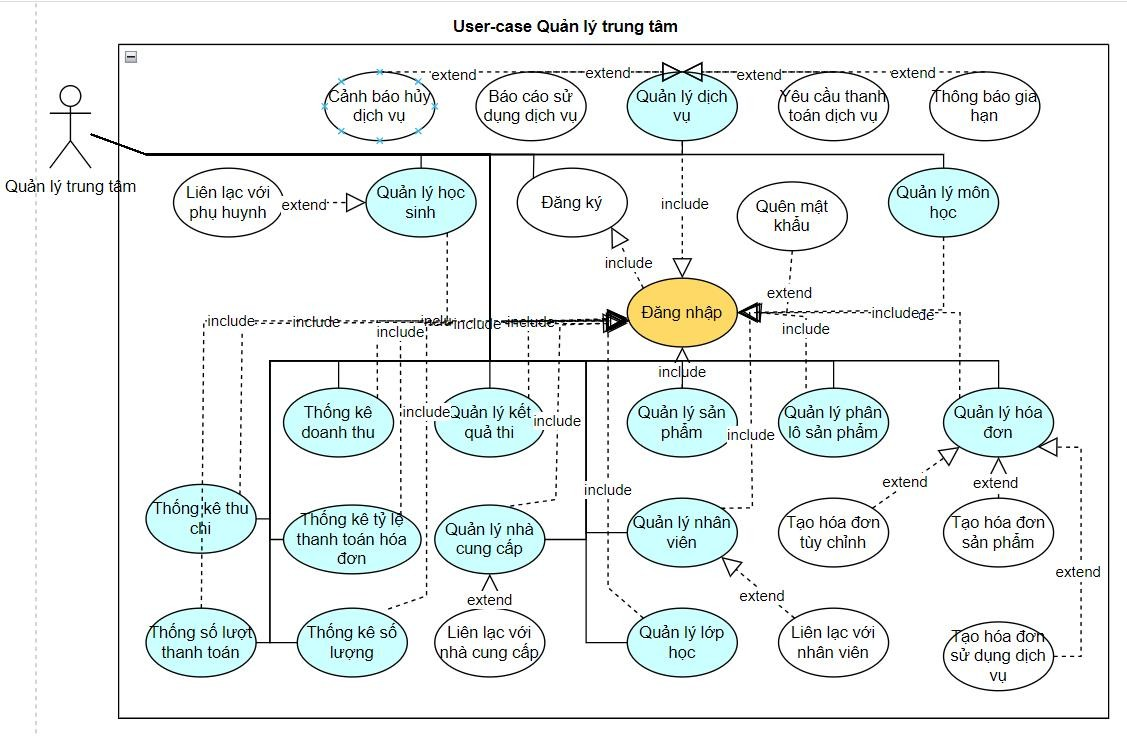 User-case Quản lý trung tâm
extend
extend
extend
extend
Cảnh báo hủy
dịch vụ
Báo cáo sử
dụng dịch vụ
Quản lý dịch
vụ
Yêu cầu thanh
toán dịch vụ
Thông báo gia
hạn
Quản lý trung tâm
Liên lạc với
phụ huynh
extend
Quản lý học
sinh
Đăng ký
include
Quên mật
khẩu
Quản lý môn
học
include
extend
Đăng nhập
include
include
include
include
include
include
include
include
include
Thống kê
doanh thu
include
Quản lý kết
quả thi
include
Quản lý sản
phẩm
include
Quản lý phân
lô sản phẩm
Quản lý hóa
đơn
extend
extend
include
Thống kê thu
chi
Thống kê tỷ lệ
thanh toán hóa
đơn
Quản lý nhà
cung cấp
Quản lý nhân
viên
Tạo hóa đơn
tùy chỉnh
Tạo hóa đơn
sản phẩm
extend
extend
extend
Thống số lượt
thanh toán
Thống kê số
lượng
Liên lạc với
nhà cung cấp
Quản lý lớp
học
Liên lạc với
nhân viên
Tạo hóa đơn
sử dụng dịch
vụ